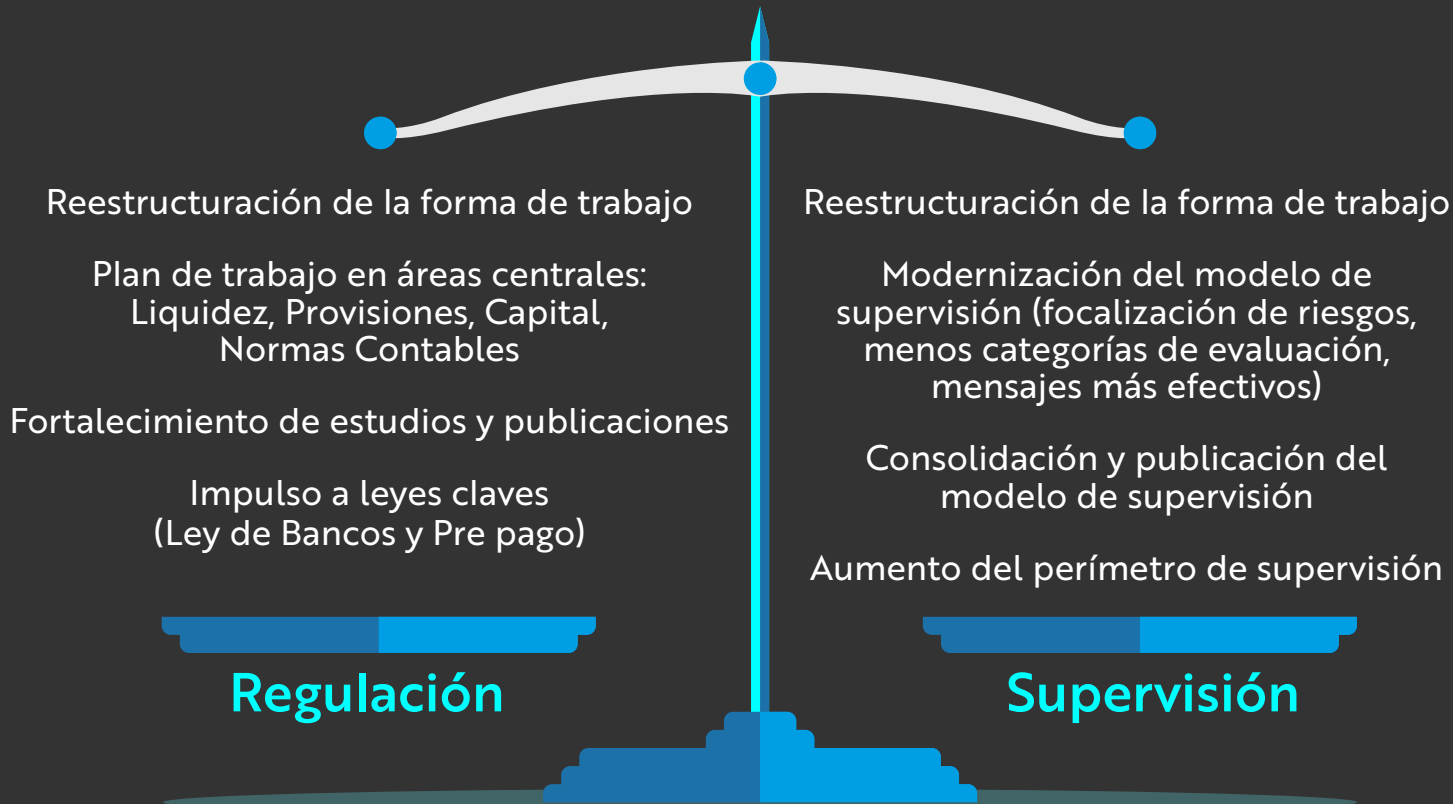 Reestructuración de la forma de trabajo
Plan de trabajo en áreas centrales:
Liquidez, Provisiones, Capital,
Normas Contables
Fortalecimiento de estudios y publicaciones
Impulso a leyes claves
(Ley de Bancos y Pre pago)
Regulación
Reestructuración de la forma de trabajo
Modernización del modelo de
supervisión (focalización de riesgos,
menos categorías de evaluación,
mensajes más efectivos)
Consolidación y publicación del
modelo de supervisión
Aumento del perímetro de supervisión
Supervisión